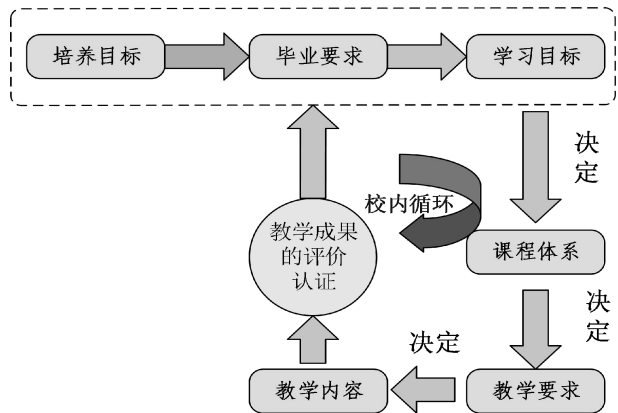 培养目标
毕业要求
学习目标
决定
校内循环
教学成果
的评价
认证
课程体系
决定
决定
教学内容
教学要求